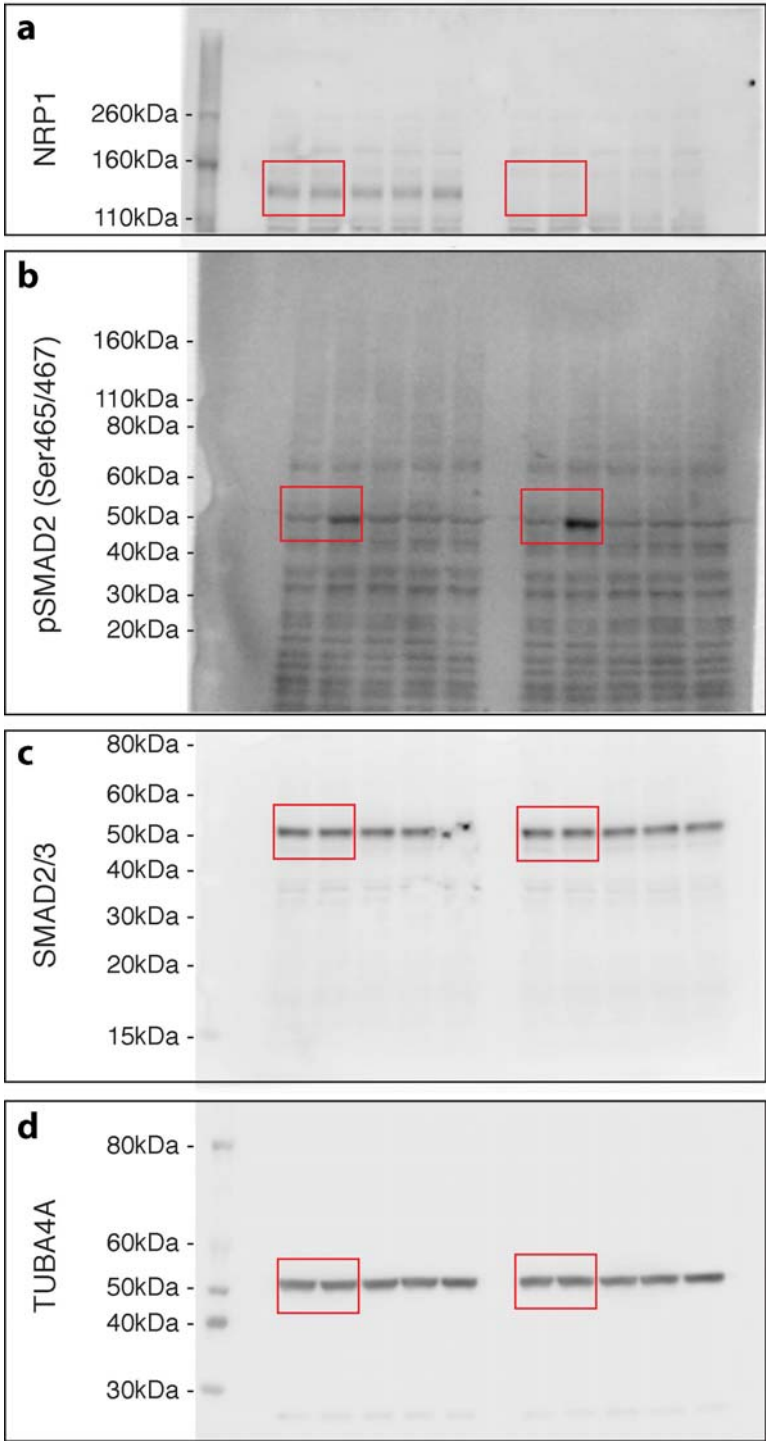 a
NRP1
260kDa -
160kDa -
110kDa -
b
pSMAD2 (Ser465/467)
160kDa -
110kDa -
80kDa -
60kDa -
50kDa -
40kDa -
30kDa -
20kDa -
c
SMAD2/3
80kDa -
60kDa -
50kDa -
40kDa -
30kDa -
20kDa -
15kDa -
d
TUBA4A
80kDa -
60kDa -
50kDa -
40kDa -
30kDa -